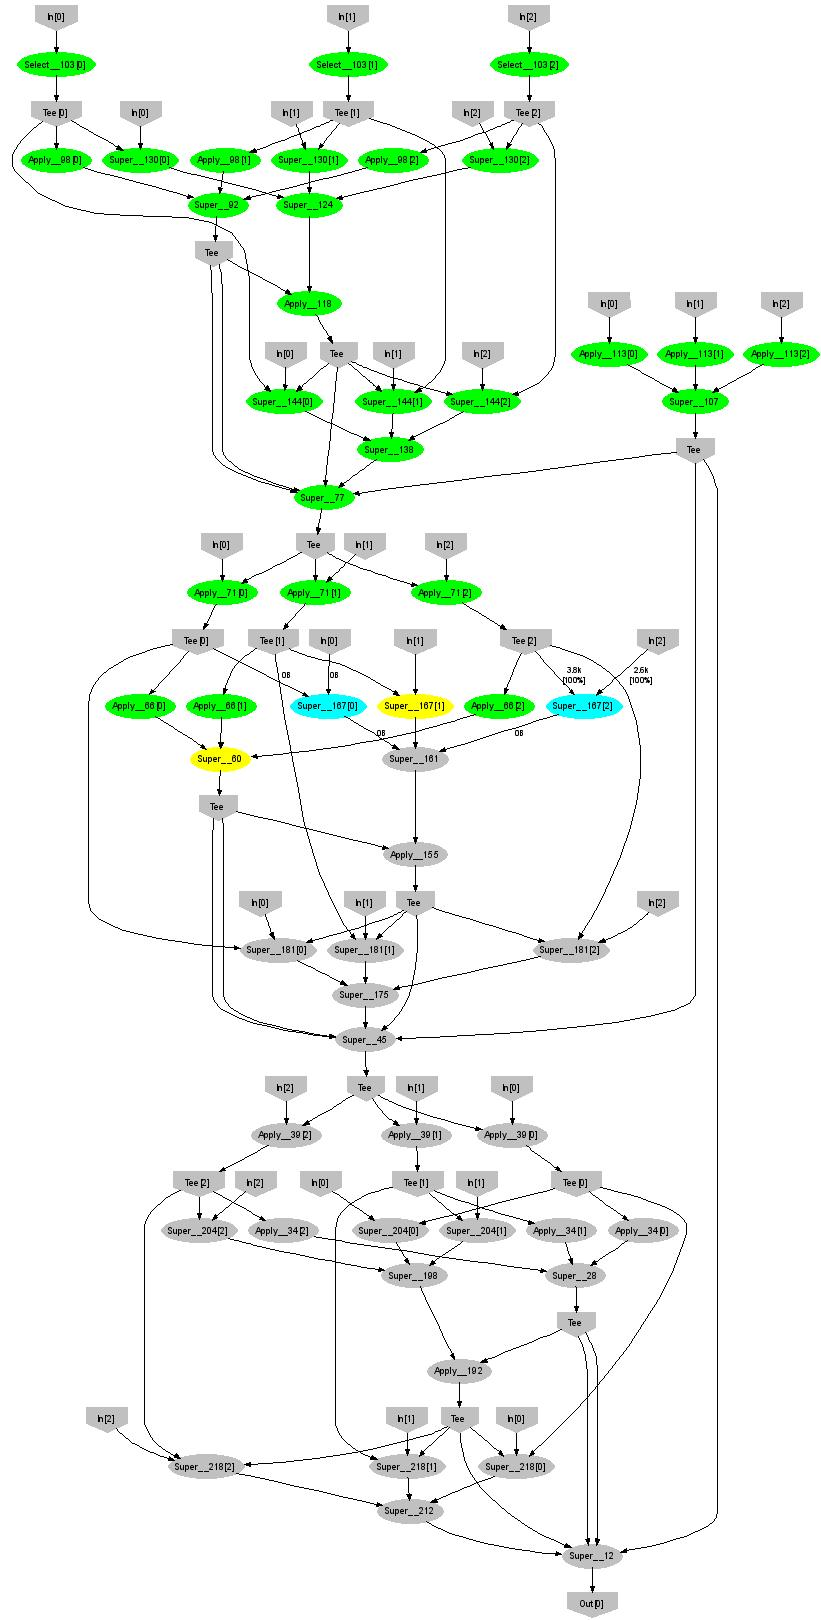 In[0] In[1] In[2]
Select__103[0] Select__103[1] Select__103[2]
Tee[0] In[0] In[1] Tee[1] In[2] Tee[2]
Apply__98[0] Super__130[0] Apply__98[1] Super__130[1] Apply__98[2] Super__130[2]
Super__92 Super__124
Tee
Apply__118 In[0] In[1] In[2]
In[0] Tee In[1] In[2] Apply__113[0] Apply__113[1] Apply__113[2]
Super__144[0] Super__144[1] Super__144[2] Super__107
Super__138 Tee
Super__77
In[0] Tee In[1] In[2]
Apply__71[0] Apply__71[1] Apply__71[2]
Tee[0] Tee[1] In[0] In[1] Tee[2] In[2]
0B 0B 3.8k 2.6k
[100%] [100%]
Apply__66[0] Apply__66[1] Super__167[0] Super__167[1] Apply__66[2] Super__167[2]
0B 0B
Super__60 Super__161
Tee
Apply__155
In[0] In[1] Tee In[2]
Super__181[0] Super__181[1] Super__181[2]
Super__175
Super__45
In[2] Tee In[1] In[0]
Apply__39[2] Apply__39[1] Apply__39[0]
Tee[2] In[2] In[0] Tee[1] In[1] Tee[0]
Super__204[2] Apply__34[2] Super__204[0] Super__204[1] Apply__34[1] Apply__34[0]
Super__198 Super__28
Tee
Apply__192
In[2] In[1] Tee In[0]
Super__218[2] Super__218[1] Super__218[0]
Super__212
Super__12
Out[0]